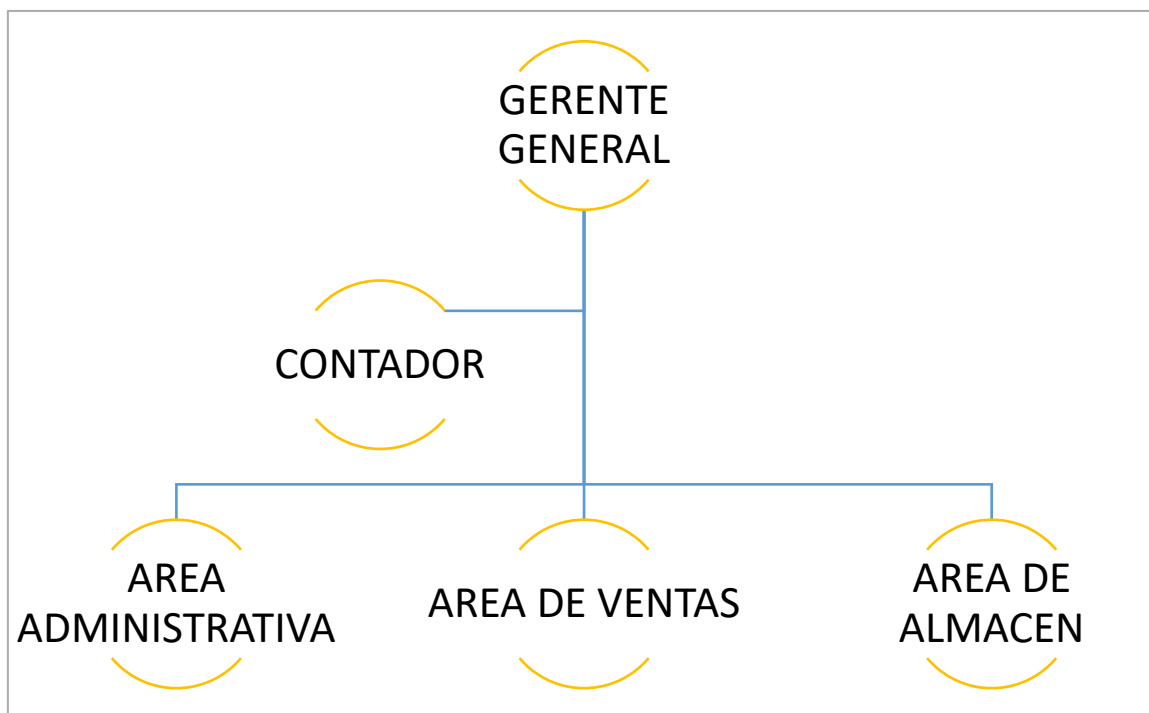 GERENTE
GENERAL
CONTADOR
AREA
ADMINISTRATIVA
AREA DE VENTAS
AREA DE
ALMACEN